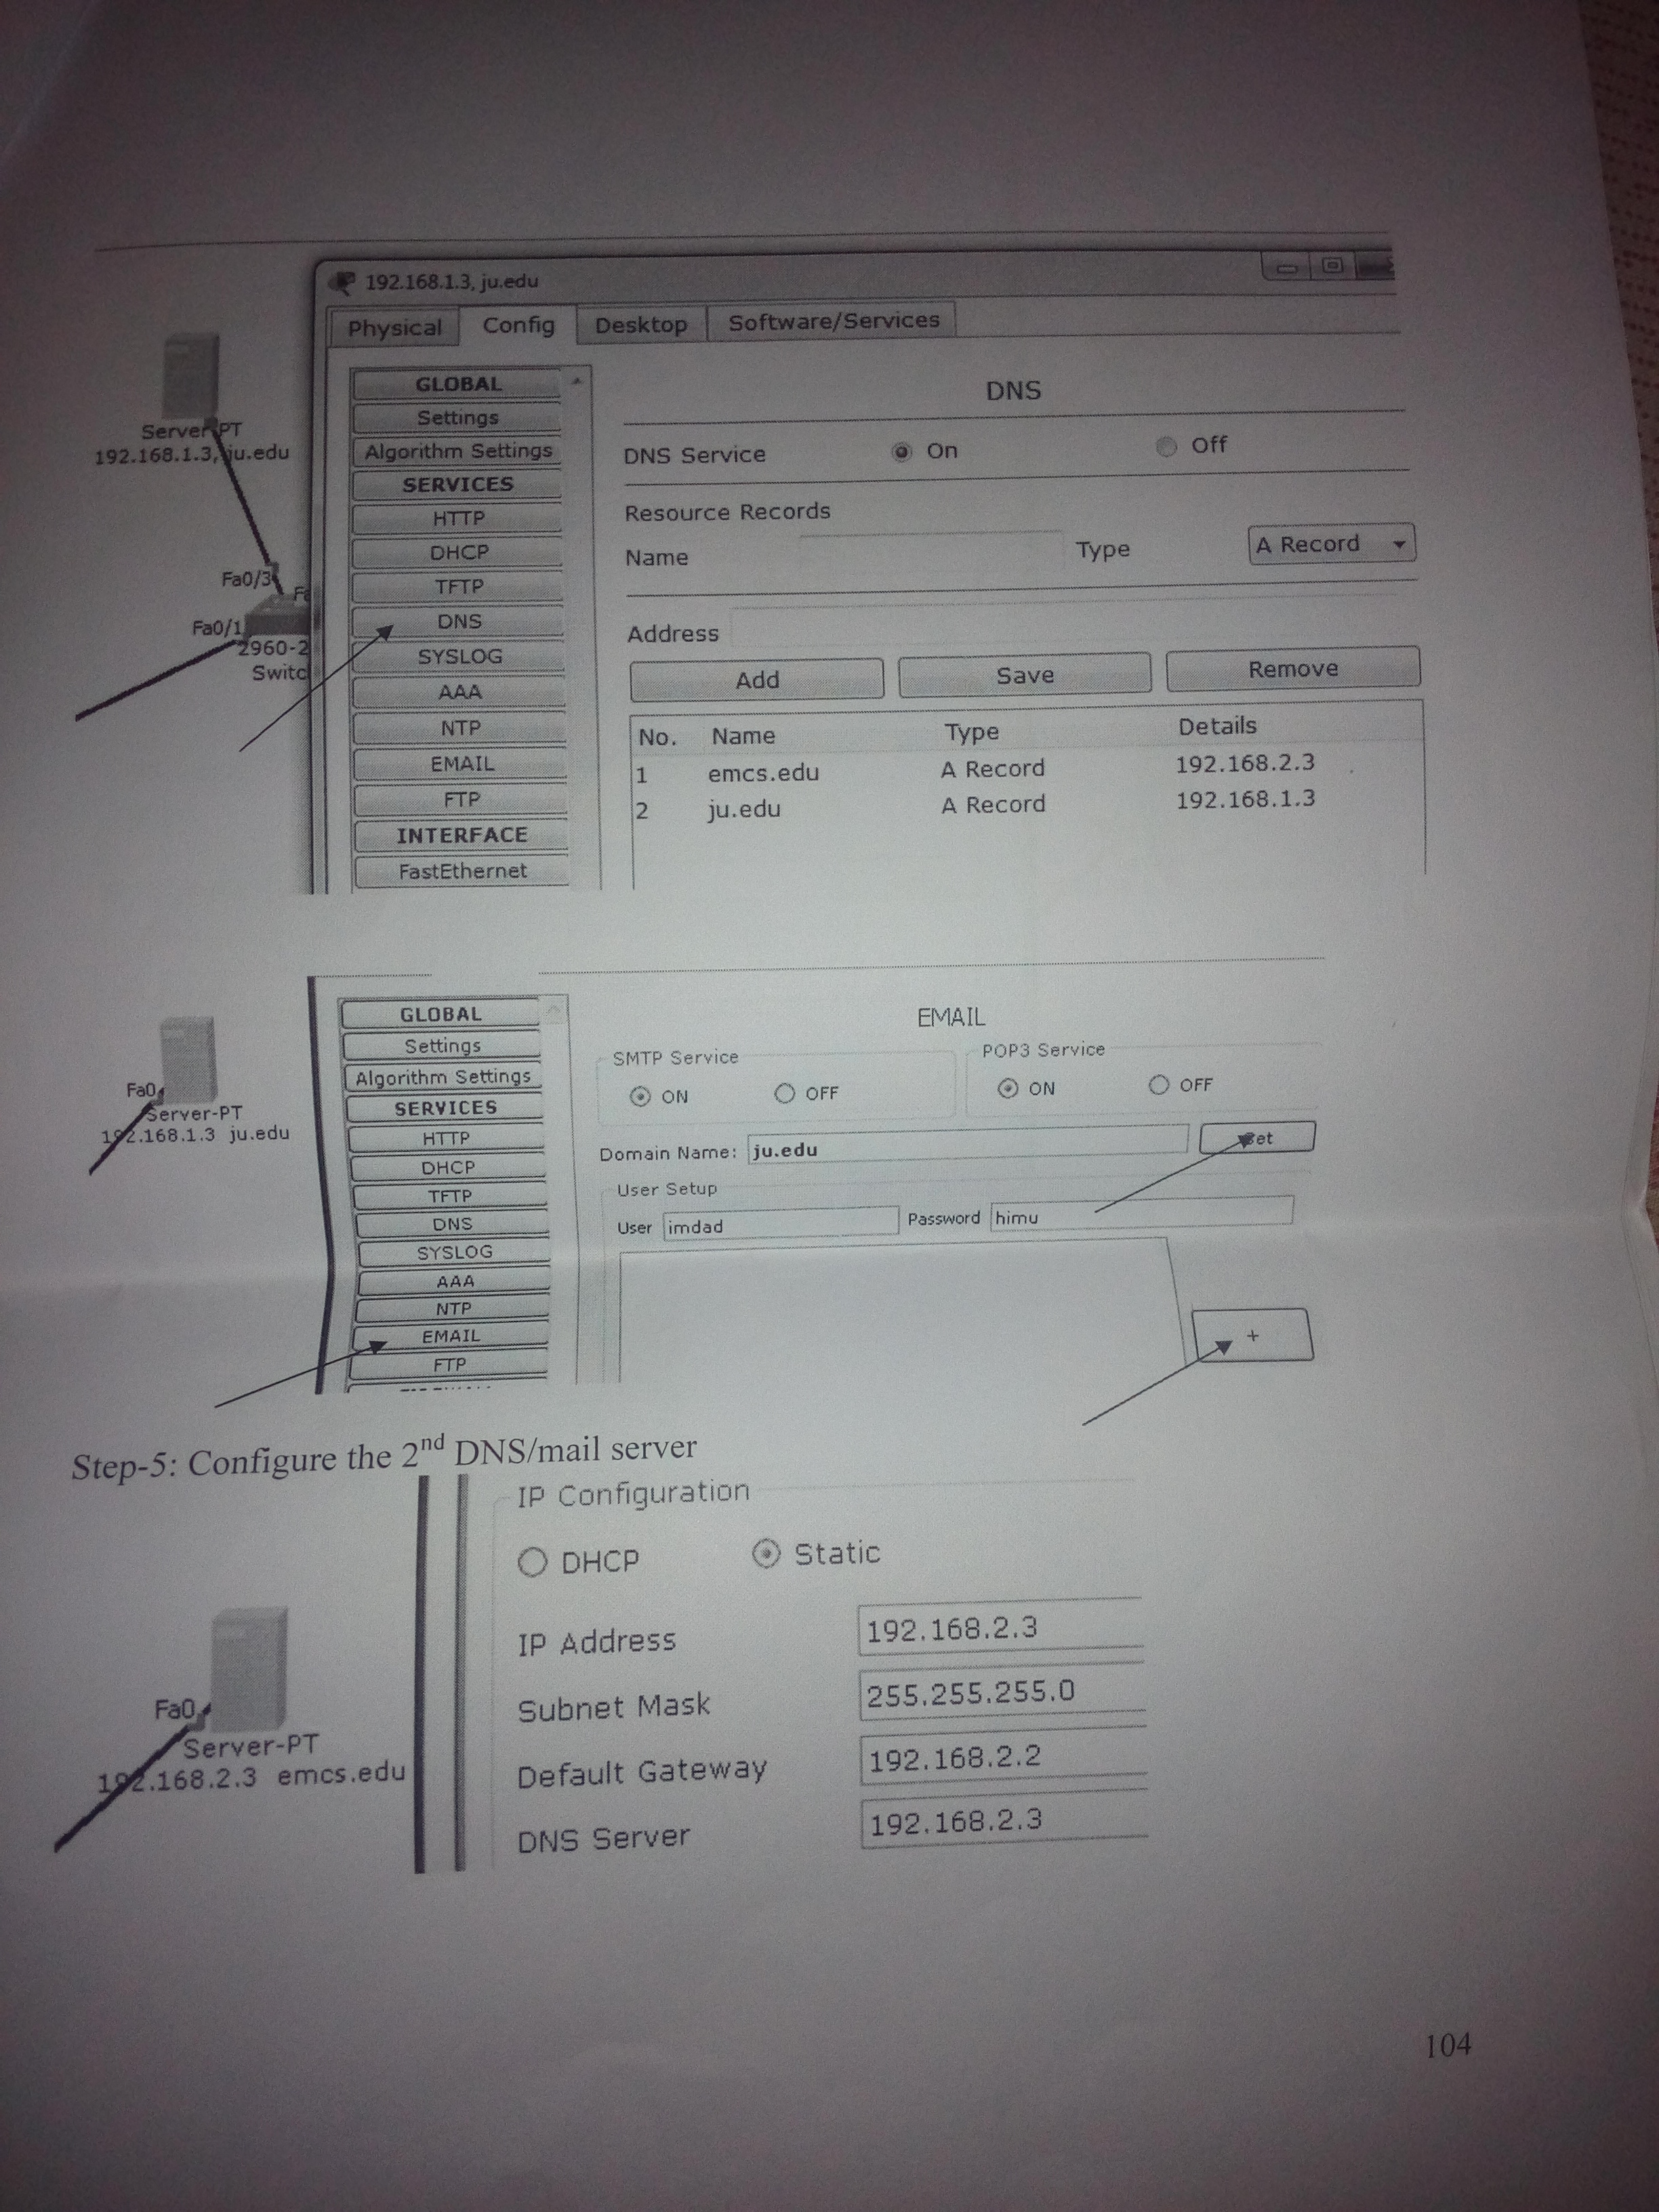 192.168.1.3, ju.edu
Physical Config Desktop Software/Services
Server-PT
192.168.1.3, ju.edu
Fa0/3
Fa0/1
2960-2
Switc
GLOBAL
Settings
Algorithm Settings
SERVICES
HTTP
DHCP
TFTP
DNS
SYSLOG
AAA
NTP
EMAIL
FTP
INTERFACE
FastEthernet
DNS
DNS Service On Off
Resource Records
Name Type A Record
Address
Add Save Remove
No. Name Type Details
1 emcs.edu A Record 192.168.2.3
2 ju.edu A Record 192.168.1.3
Fa0
Server-PT
192.168.1.3 ju.edu
GLOBAL
Settings
Algorithm Settings
SERVICES
HTTP
DHCP
TFTP
DNS
SYSLOG
AAA
NTP
EMAIL
FTP
EMAIL
SMTP Service POP3 Service
ON OFF ON OFF
Domain Name: ju.edu Set
User Setup
User imdad Password himu
+
Step-5: Configure the 2nd DNS/mail server
Fa0
Server-PT
192.168.2.3 emcs.edu
IP Configuration
DHCP Static
IP Address 192.168.2.3
Subnet Mask 255.255.255.0
Default Gateway 192.168.2.2
DNS Server 192.168.2.3
104